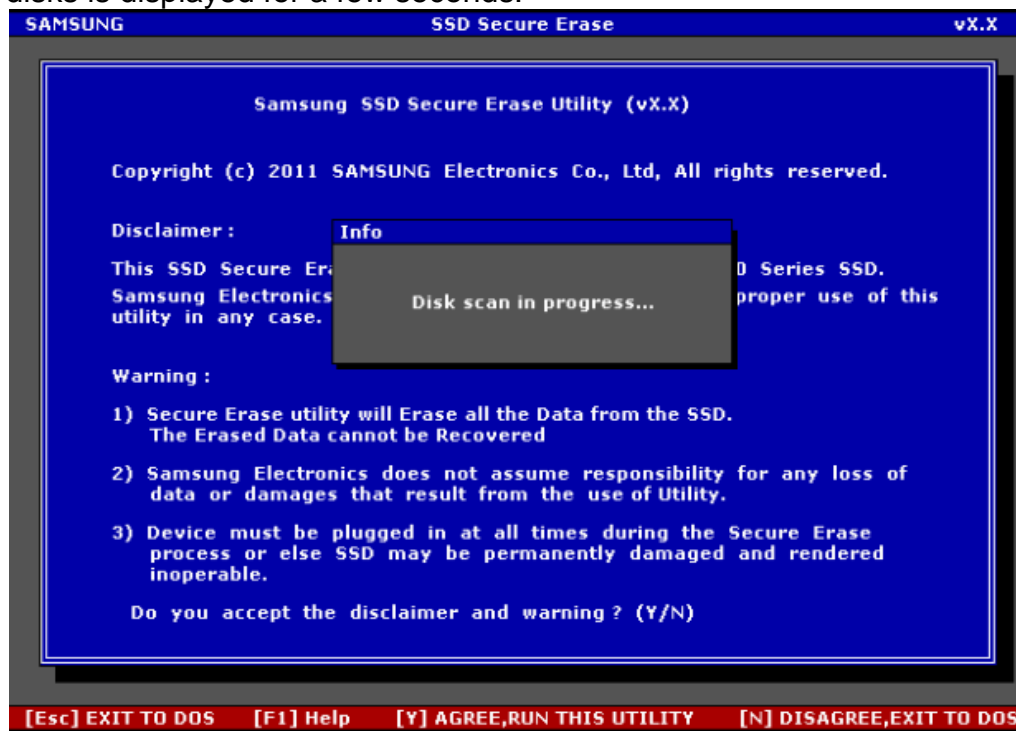 disks is displayed for a few seconds.
SAMSUNG SSD Secure Erase vX.X
Samsung SSD Secure Erase Utility (vX.X)
Copyright (c) 2011 SAMSUNG Electronics Co., Ltd, All rights reserved.
Disclaimer :
Info
This SSD Secure 0 Series SSD.
Samsung Electronics proper use of this
Disk scan in progress...
utility in any case.
Warning :
1) Secure Erase utility will Erase all the Data from the SSD.
The Erased Data cannot be Recovered
2) Samsung Electronics does not assume responsibility for any loss of
data or damages that result from the use of Utility.
3) Device must be plugged in at all times during the Secure Erase
process or else SSD may be permanently damaged and rendered
inoperable.
Do you accept the disclaimer and warning ? (Y/N)
[Esc] EXIT TO DOS [F1] Help [Y] AGREE,RUN THIS UTILITY [N] DISAGREE,EXIT TO DOS